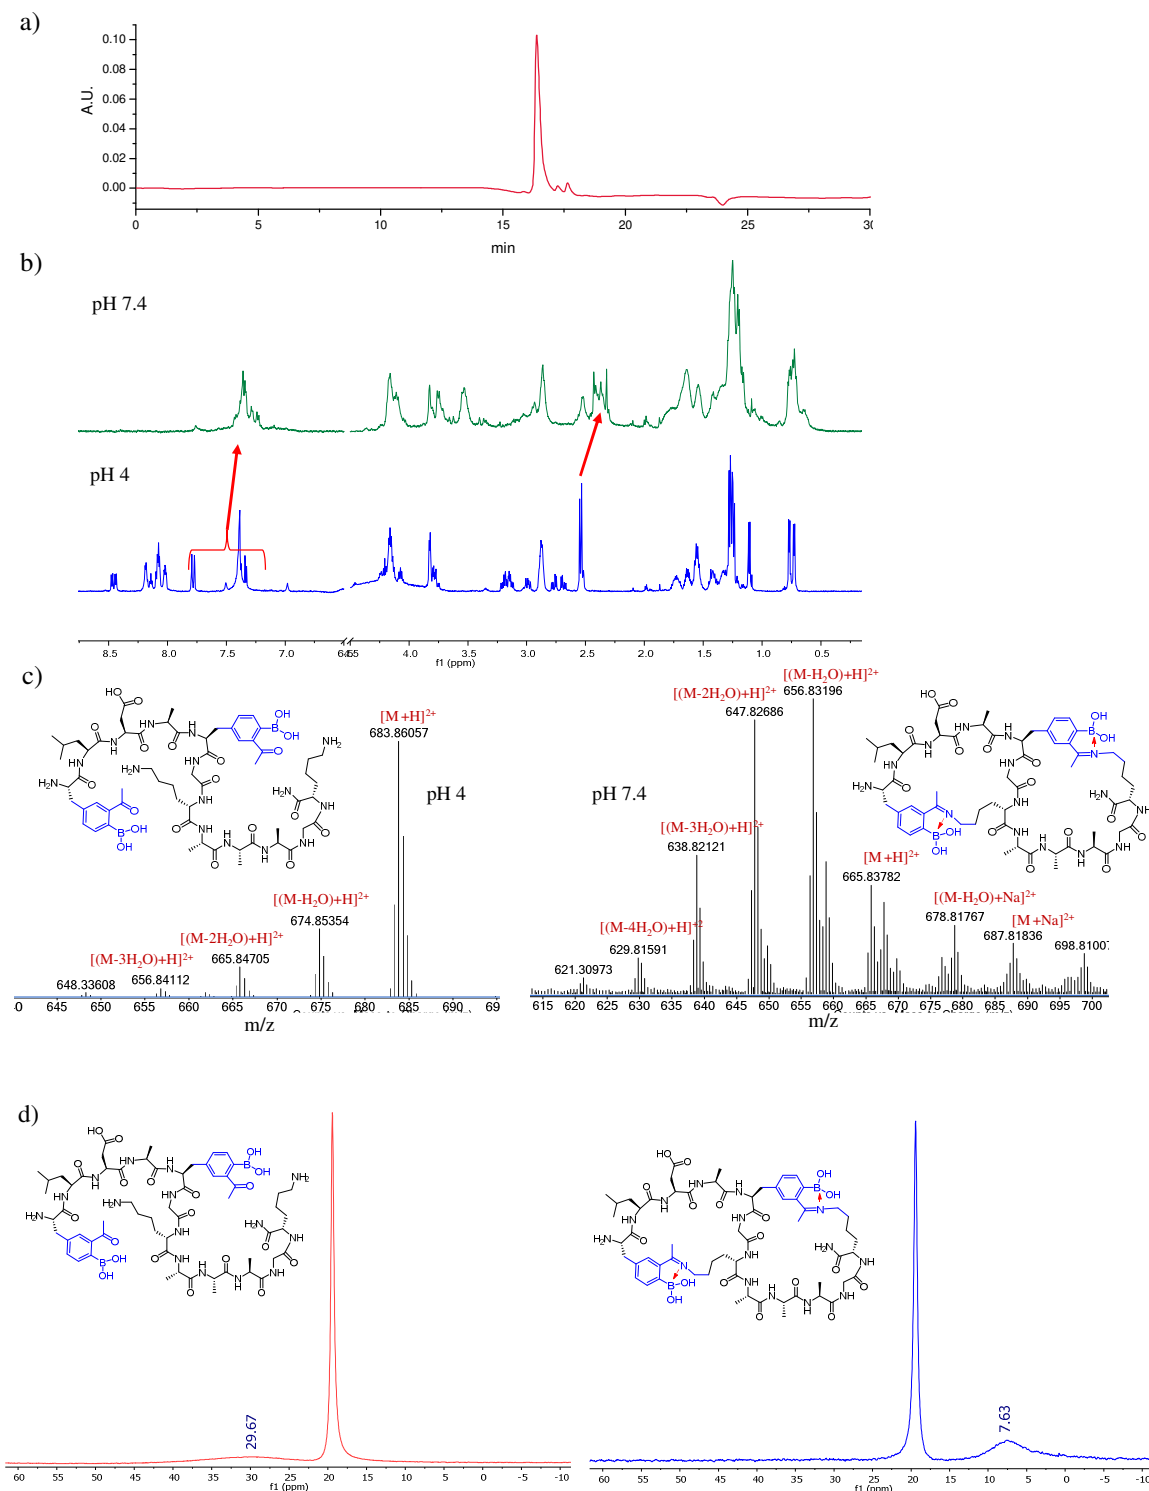 a)
0.10
0.08
0.06
0.04
0.02
0.00
A.U.
0 5 10 15 20 25
min
b)
pH 7.4
pH 4
8.5 8.0 7.5 7.0 4.0 3.5 3.0 2.5 2.0 1.5 1.0 0.5
f1 (ppm)
c)
[M+H]²⁺
683.86057
pH 4
[(M-H₂O)+H]²⁺
674.85354
[(M-2H₂O)+H]²⁺
665.84705
[(M-3H₂O)+H]²⁺
656.84112
648.33608
645 650 655 660 665 670 675 680 685 690
m/z
[(M-H₂O)+H]²⁺
656.83196
[(M-2H₂O)+H]²⁺
647.82686
pH 7.4
[(M-3H₂O)+H]²⁺
638.82121
[M+H]²⁺
665.83782
[(M-H₂O)+Na]²⁺
678.81767
[M+Na]²⁺
687.81836
[(M-4H₂O)+H]⁺²
629.81591
621.30973
698.8100
615 620 625 630 635 640 645 650 655 660 665 670 675 680 685 690 695 700
m/z
d)
29.67
60 55 50 45 40 35 30 25 20 15 10 5 0 -5 -10
f1 (ppm)
7.63
60 55 50 45 40 35 30 25 20 15 10 5 0 -5 -10
f1 (ppm)